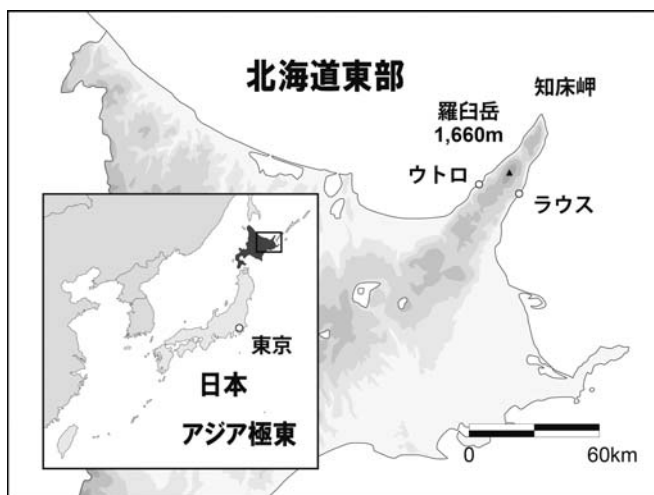 北海道東部
知床岬
羅臼岳
1,660m
ウトロ
ラウス
東京
日本
アジア極東
0
60km